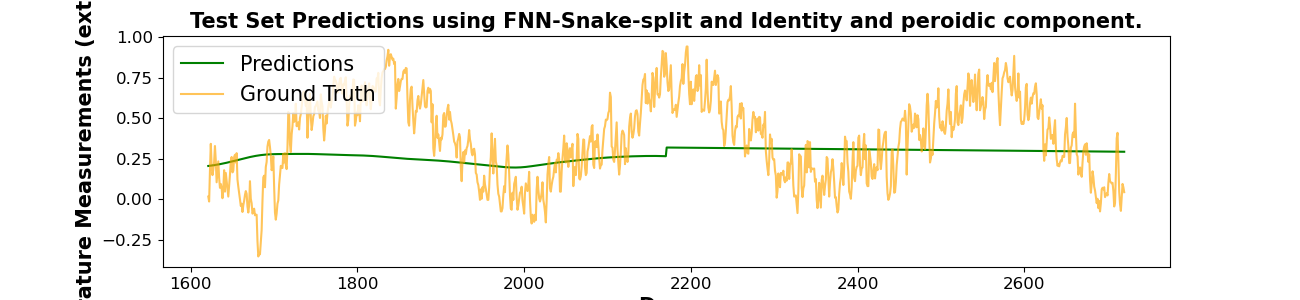 Test Set Predictions using FNN-Snake-split and Identity and peroidic component.
rature Measurements (ext
Predictions
Ground Truth
1.00
0.75
0.50
0.25
0.00
−0.25
1600 1800 2000 2200 2400 2600